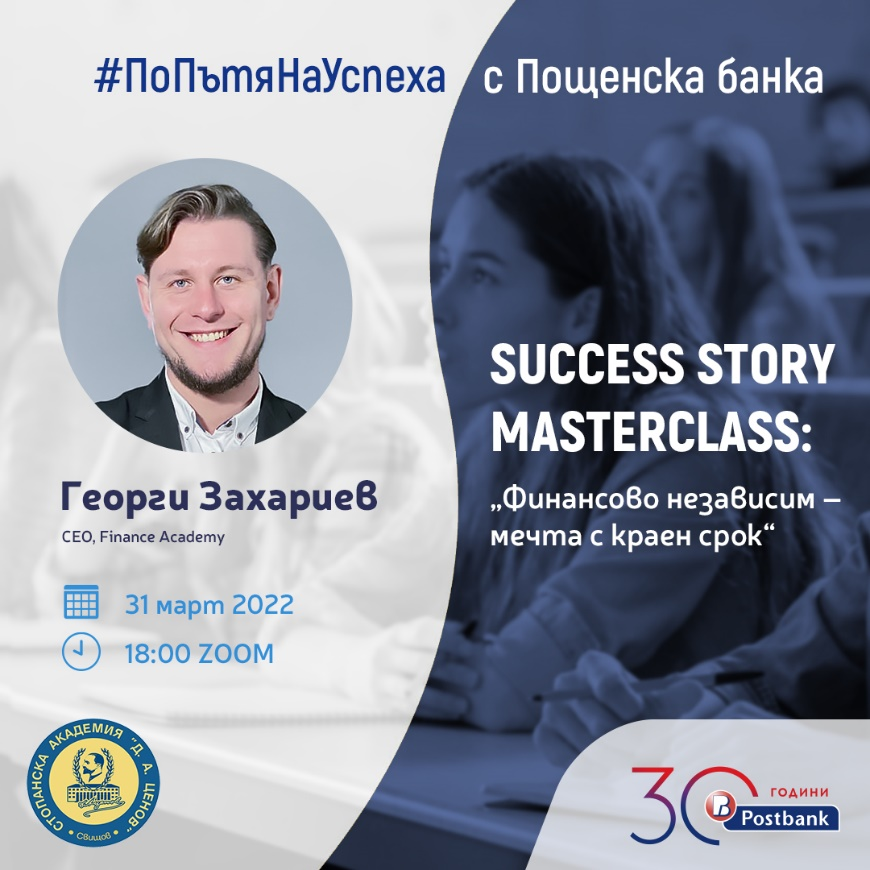 #ПоПътяНаУспеха с Пощенска банка
SUCCESS STORY
MASTERCLASS:
„Финансово независим –
мечта с краен срок“
Георги Захариев
CEO, Finance Academy
31 март 2022
18:00 ZOOM
СТОПАНСКА АКАДЕМИЯ "Д. А. ЦЕНОВ"
Свищов
30 ГОДИНИ
Postbank